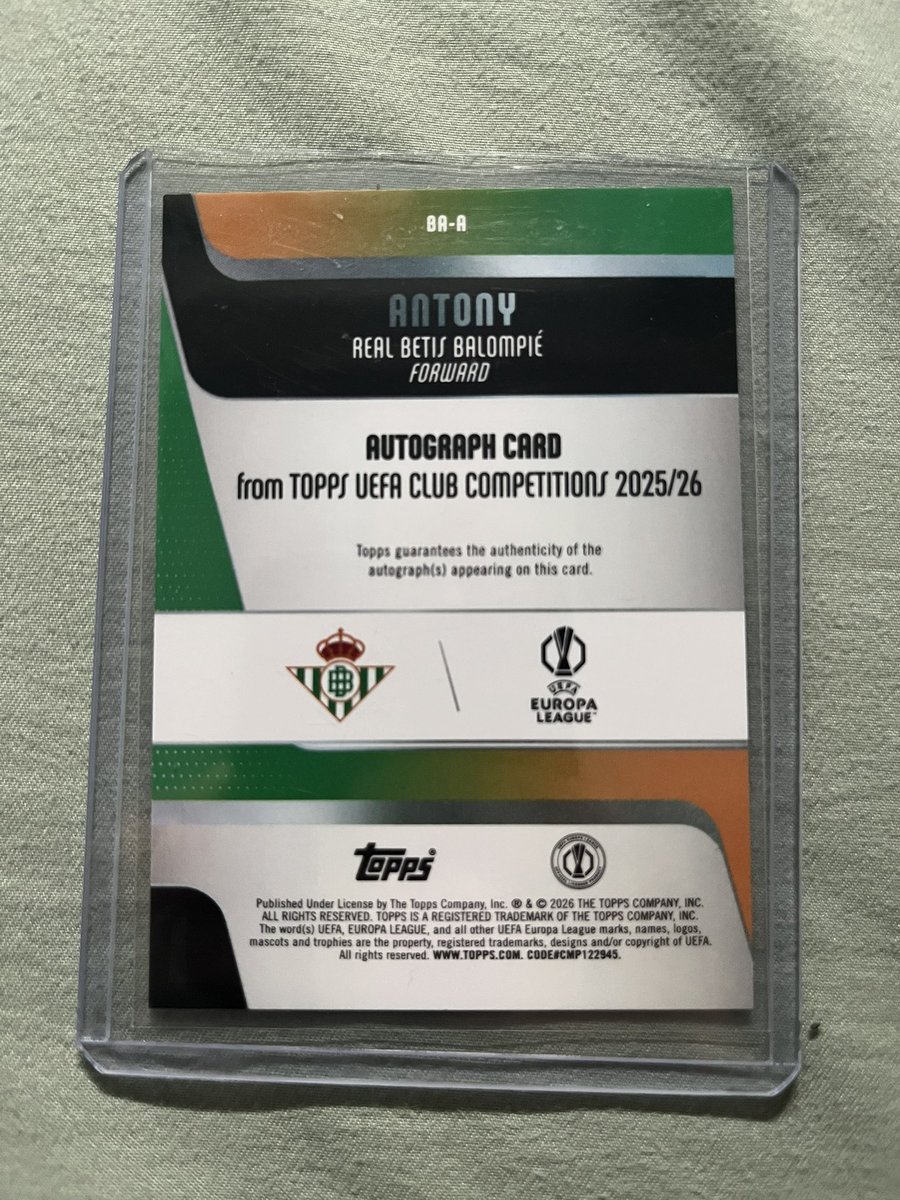 BA-A
ANTONY
REAL BETIS BALOMPIÉ
FORWARD
AUTOGRAPH CARD
from TOPPS UEFA CLUB COMPETITIONS 2025/26
Topps guarantees the authenticity of the
autograph(s) appearing on this card.
UEFA
EUROPA
LEAGUE™
TOPPS®
Published Under License by The Topps Company, Inc. ® & © 2026 THE TOPPS COMPANY, INC.
ALL RIGHTS RESERVED. TOPPS IS A REGISTERED TRADEMARK OF THE TOPPS COMPANY, INC.
The word(s) UEFA, EUROPA LEAGUE, and all other UEFA Europa League marks, names, logos,
mascots and trophies are the property, registered trademarks, designs and/or copyright of UEFA.
All rights reserved. WWW.TOPPS.COM. CODE#CMP122945.